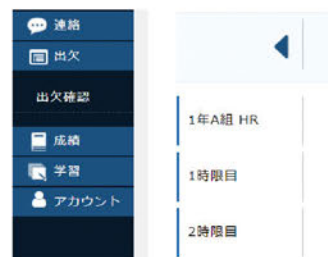 連絡
出欠
出欠確認
成績
学習
アカウント
1年A組 HR
1時限目
2時限目